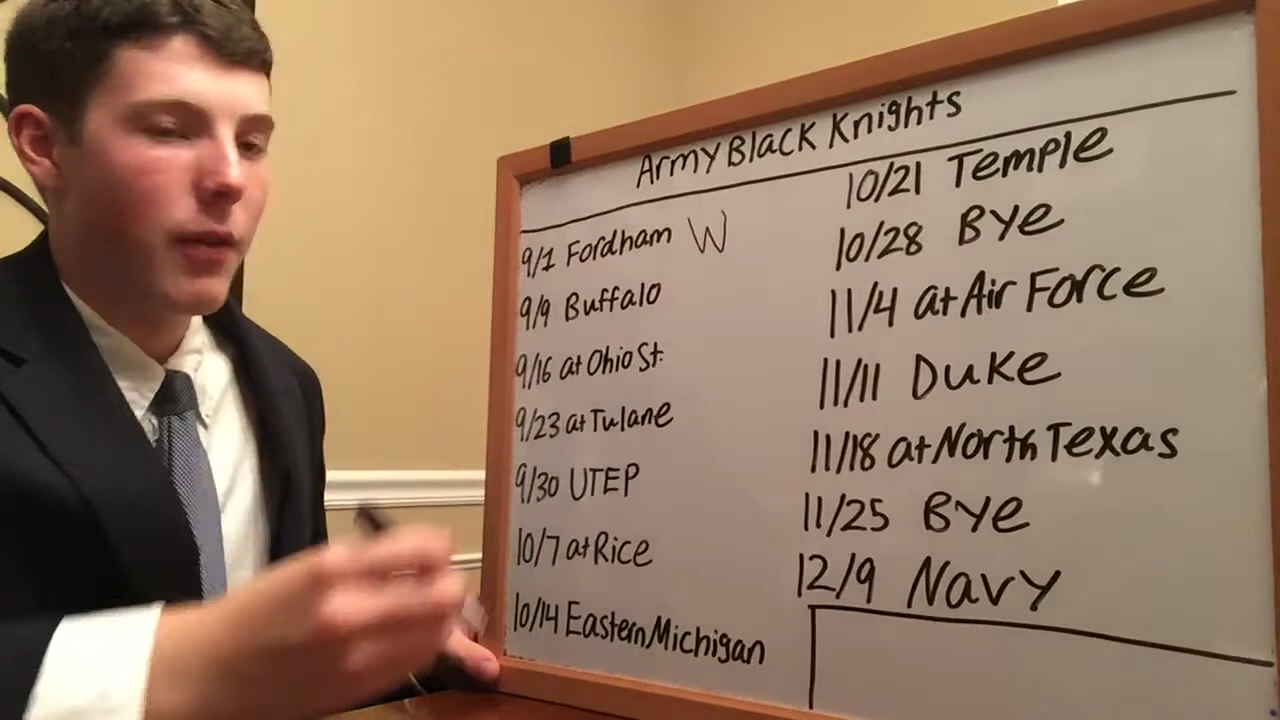 Army Black Knights
9/1 Fordham W
9/9 Buffalo
9/16 at Ohio St.
9/23 at Tulane
9/30 UTEP
10/7 at Rice
10/14 Eastern Michigan
10/21 Temple
10/28 Bye
11/4 at Air Force
11/11 Duke
11/18 at North Texas
11/25 Bye
12/9 Navy